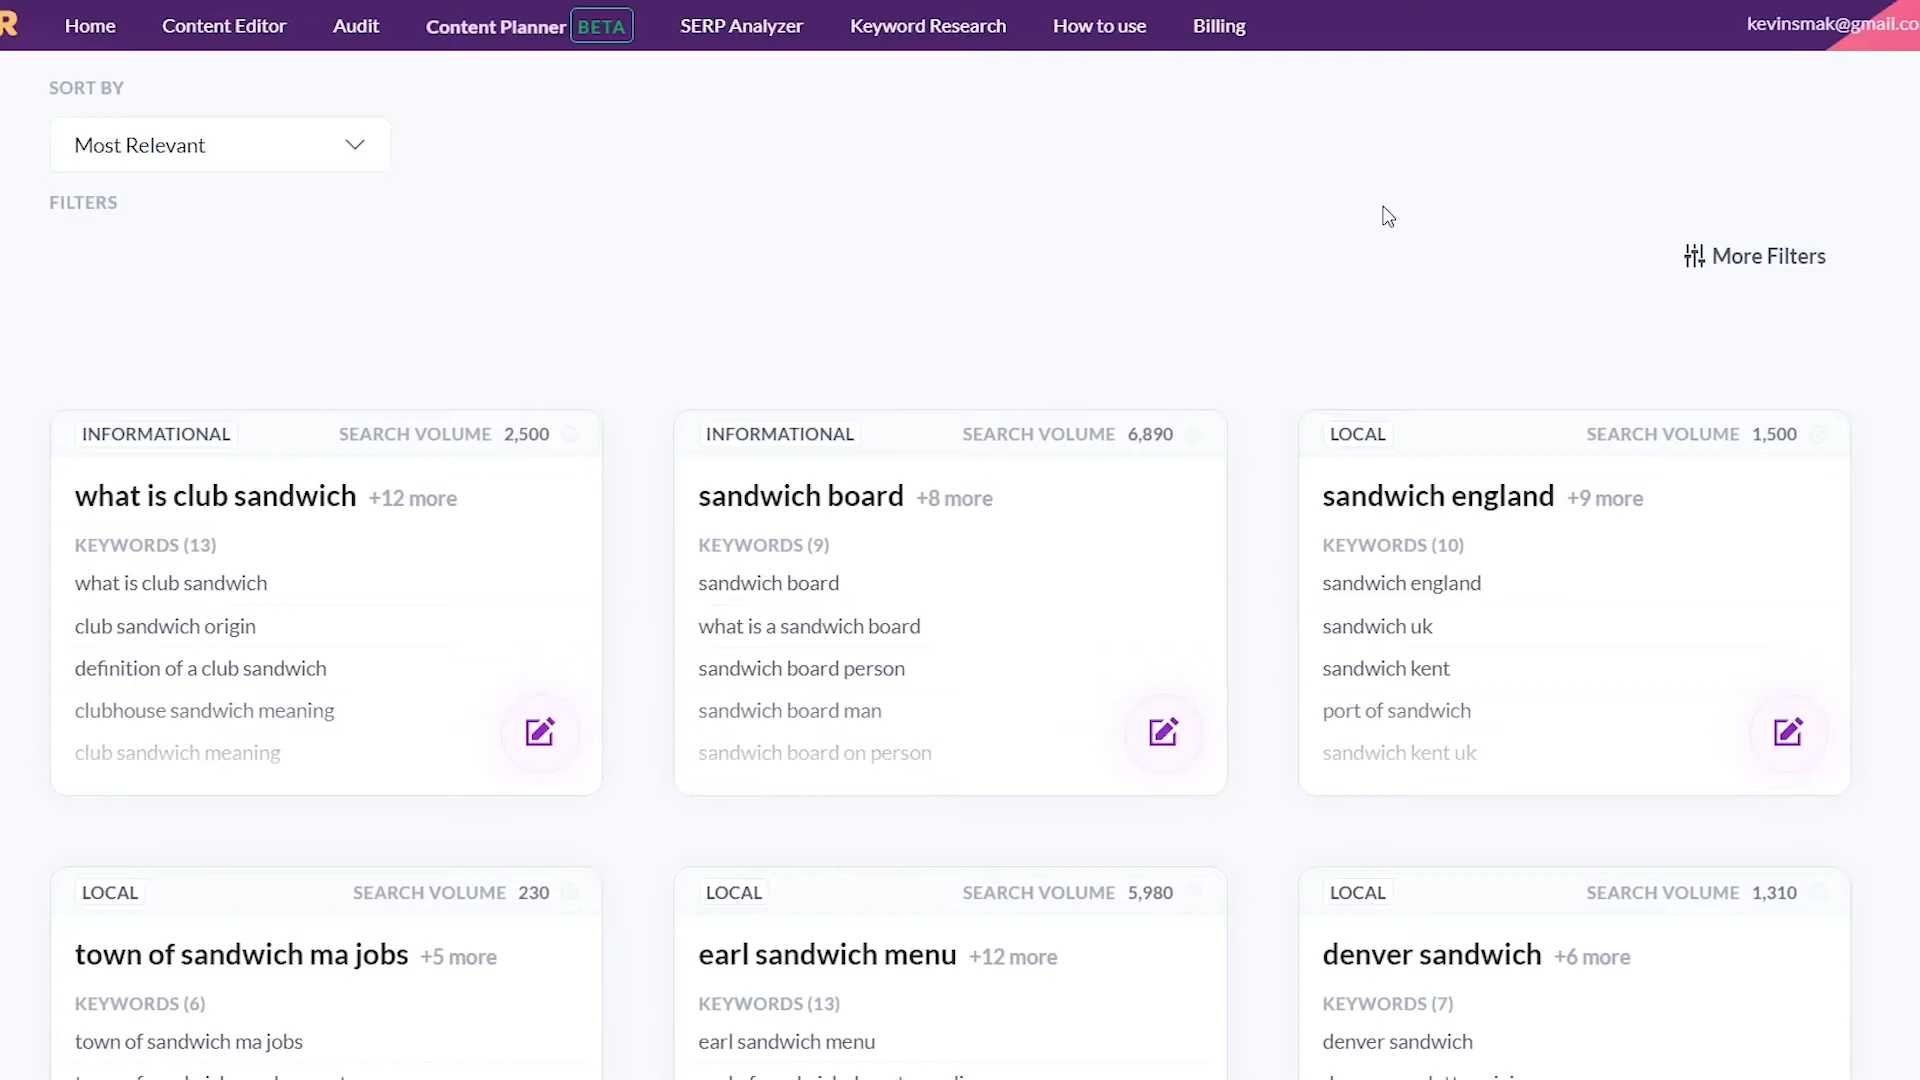 R Home Content Editor Audit Content Planner BETA SERP Analyzer Keyword Research How to use Billing kevinsmak@gmail.co
SORT BY
Most Relevant
FILTERS
More Filters
INFORMATIONAL SEARCH VOLUME 2,500
what is club sandwich +12 more
KEYWORDS (13)
what is club sandwich
club sandwich origin
definition of a club sandwich
clubhouse sandwich meaning
club sandwich meaning
INFORMATIONAL SEARCH VOLUME 6,890
sandwich board +8 more
KEYWORDS (9)
sandwich board
what is a sandwich board
sandwich board person
sandwich board man
sandwich board on person
LOCAL SEARCH VOLUME 1,500
sandwich england +9 more
KEYWORDS (10)
sandwich england
sandwich uk
sandwich kent
port of sandwich
sandwich kent uk
LOCAL SEARCH VOLUME 230
town of sandwich ma jobs +5 more
KEYWORDS (6)
town of sandwich ma jobs
LOCAL SEARCH VOLUME 5,980
earl sandwich menu +12 more
KEYWORDS (13)
earl sandwich menu
LOCAL SEARCH VOLUME 1,310
denver sandwich +6 more
KEYWORDS (7)
denver sandwich